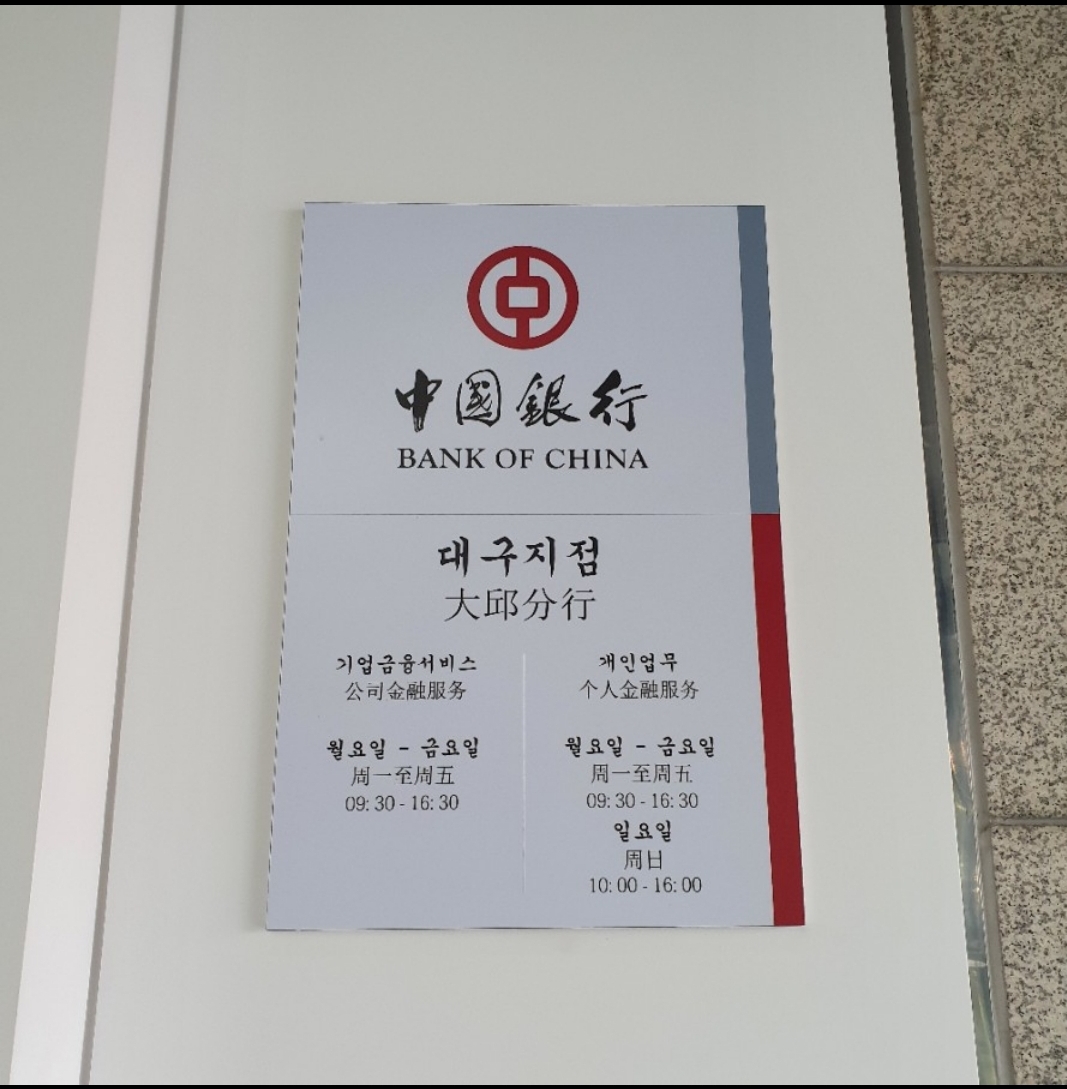 中國銀行
BANK OF CHINA
대구지점
大邱分行
기업금융서비스
公司金融服务
월요일 - 금요일
周一至周五
09:30 - 16:30
개인업무
个人金融服务
월요일 - 금요일
周一至周五
09:30 - 16:30
일요일
周日
10:00 - 16:00